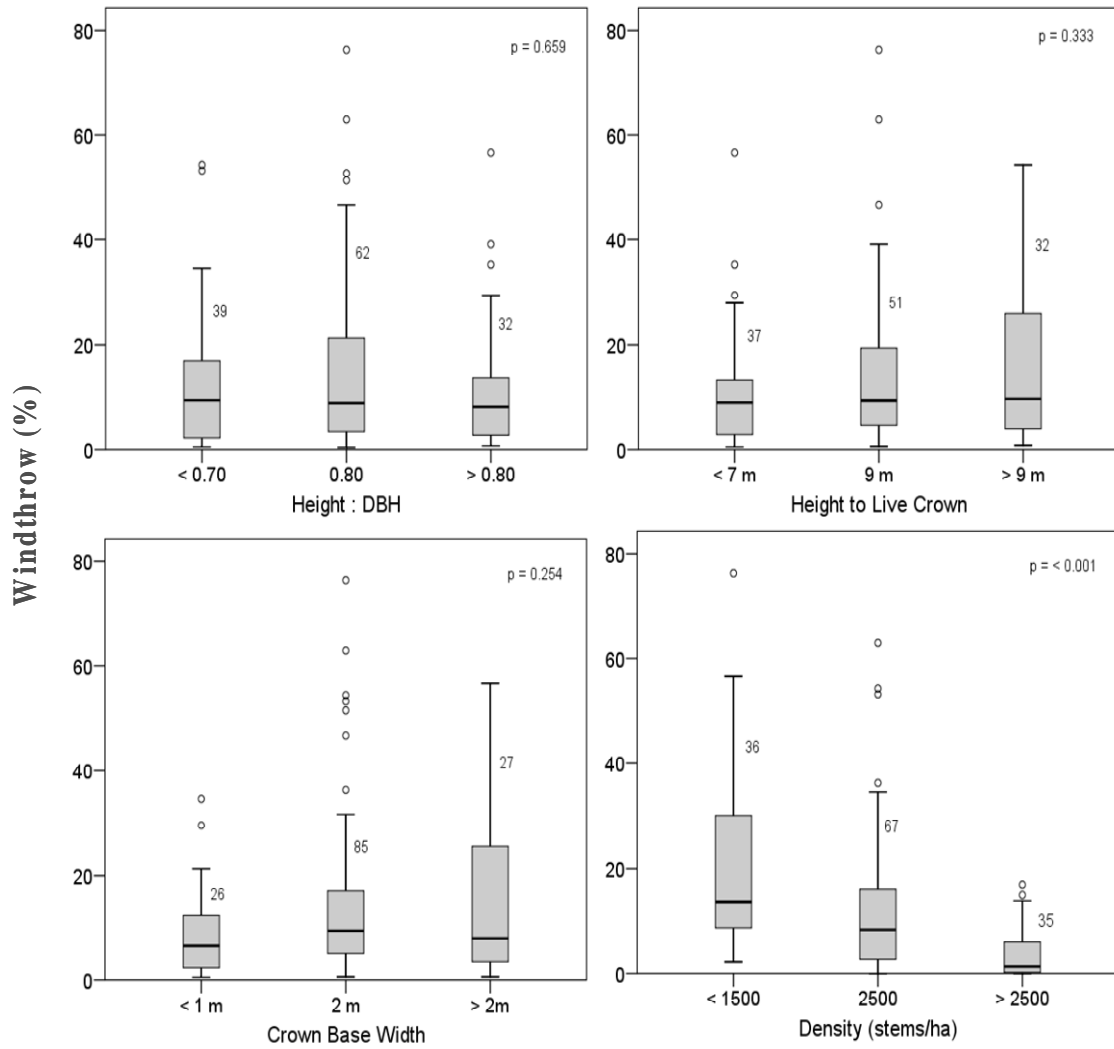 Windthrow (%)
80
60
40
20
0
p = 0.659
39
62
32
< 0.70
0.80
> 0.80
Height : DBH
80
60
40
20
0
p = 0.333
37
51
32
< 7 m
9 m
> 9 m
Height to Live Crown
80
60
40
20
0
p = 0.254
26
85
27
< 1 m
2 m
> 2m
Crown Base Width
80
60
40
20
0
p = < 0.001
36
67
35
< 1500
2500
> 2500
Density (stems/ha)